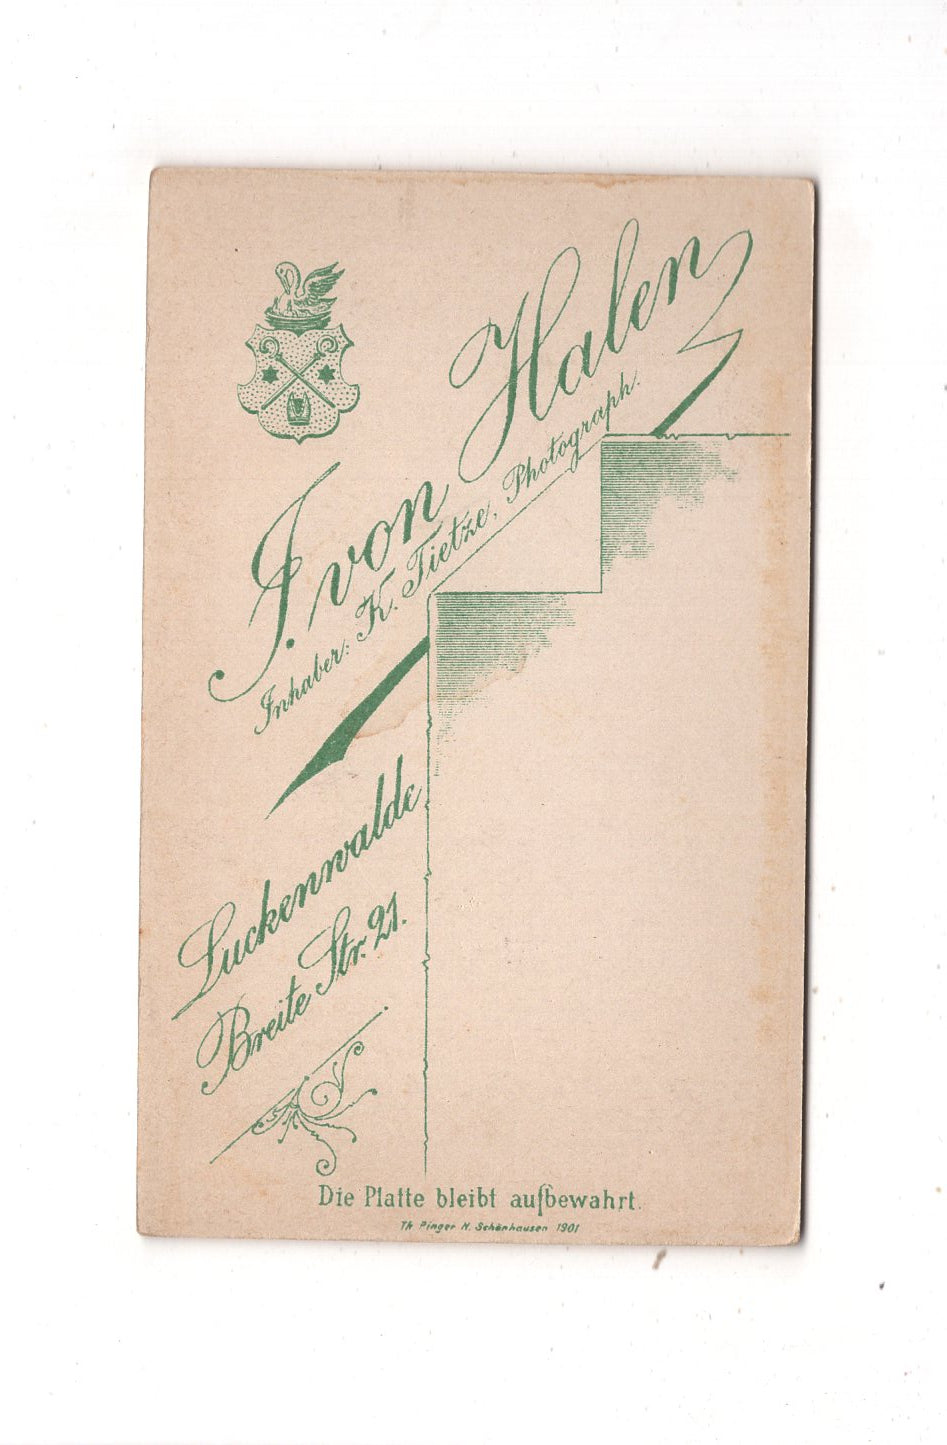 J. von Halen
Inhaber: K. Tietze, Photograph.
Luckenwalde
Breite Str. 21.
Die Platte bleibt aufbewahrt.
Th Pinger N. Schönhausen 1901